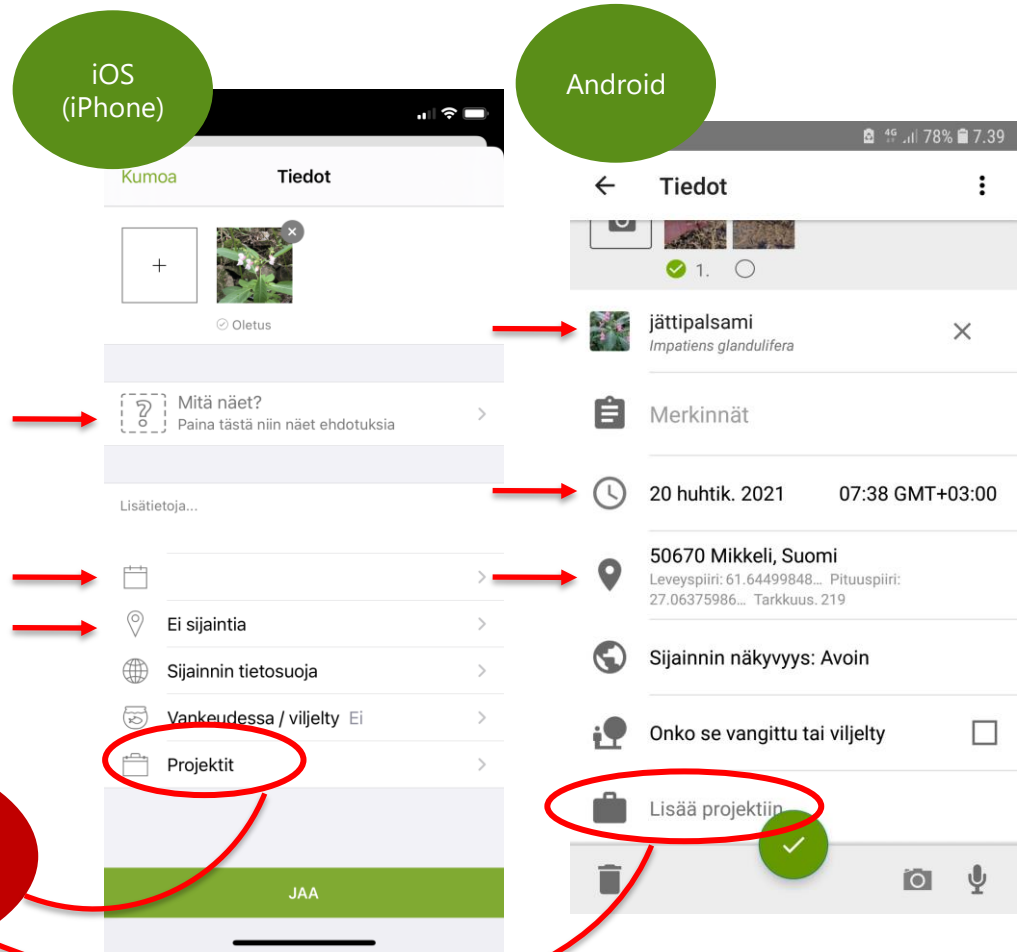 iOS
(iPhone)
Kumoa
Tiedot
Oletus
Mitä näet?
Paina tästä niin näet ehdotuksia
Lisätietoja...
Ei sijaintia
Sijainnin tietosuoja
Vankeudessa / viljelty Ei
Projektit
JAA
Android
4G 78% 7.39
Tiedot
1.
jättipalsami
Impatiens glandulifera
Merkinnät
20 huhtik. 2021 07:38 GMT+03:00
50670 Mikkeli, Suomi
Leveyspiiri: 61.64499848... Pituuspiiri:
27.06375986... Tarkkuus. 219
Sijainnin näkyvyys: Avoin
Onko se vangittu tai viljelty
Lisää projektiin